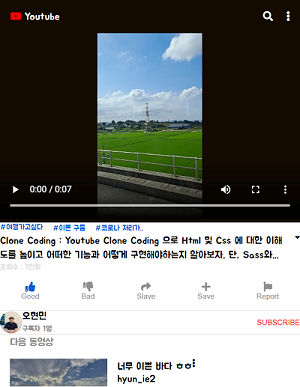 Youtube
0:00 / 0:07
#여행가고싶다 #이쁜 구름 #코로나 저리가..
Clone Coding : Youtube Clone Coding 으로 Html 및 Css 에 대한 이해
도를 높이고 어떠한 기능과 어떻게 구현해야하는지 알아보자. 단, Sass와...
조회수 : 1만회
Good Bad Slave Save Report
오현민
구독자 1명
SUBSCRIBE
다음 동영상
너무 이쁜 바다 ㅎㅎ
hyun_ie2